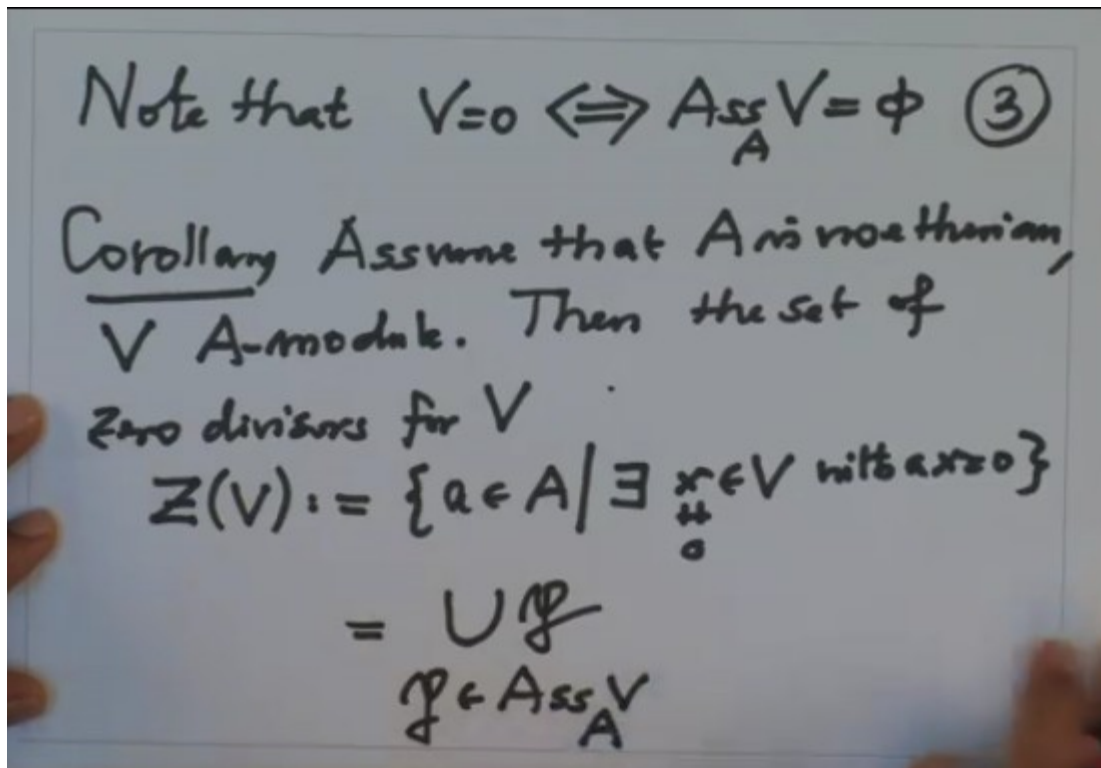 Note that V=0 ⟺ Ass_A V = ϕ ③
Corollary Assume that A is noetherian,
V A-module. Then the set of
Zero divisors for V
Z(V) := {a ∈ A | ∃ x ∈ V with ax=0}
≠
0
= ∪ 𝔭
𝔭 ∈ Ass_A V